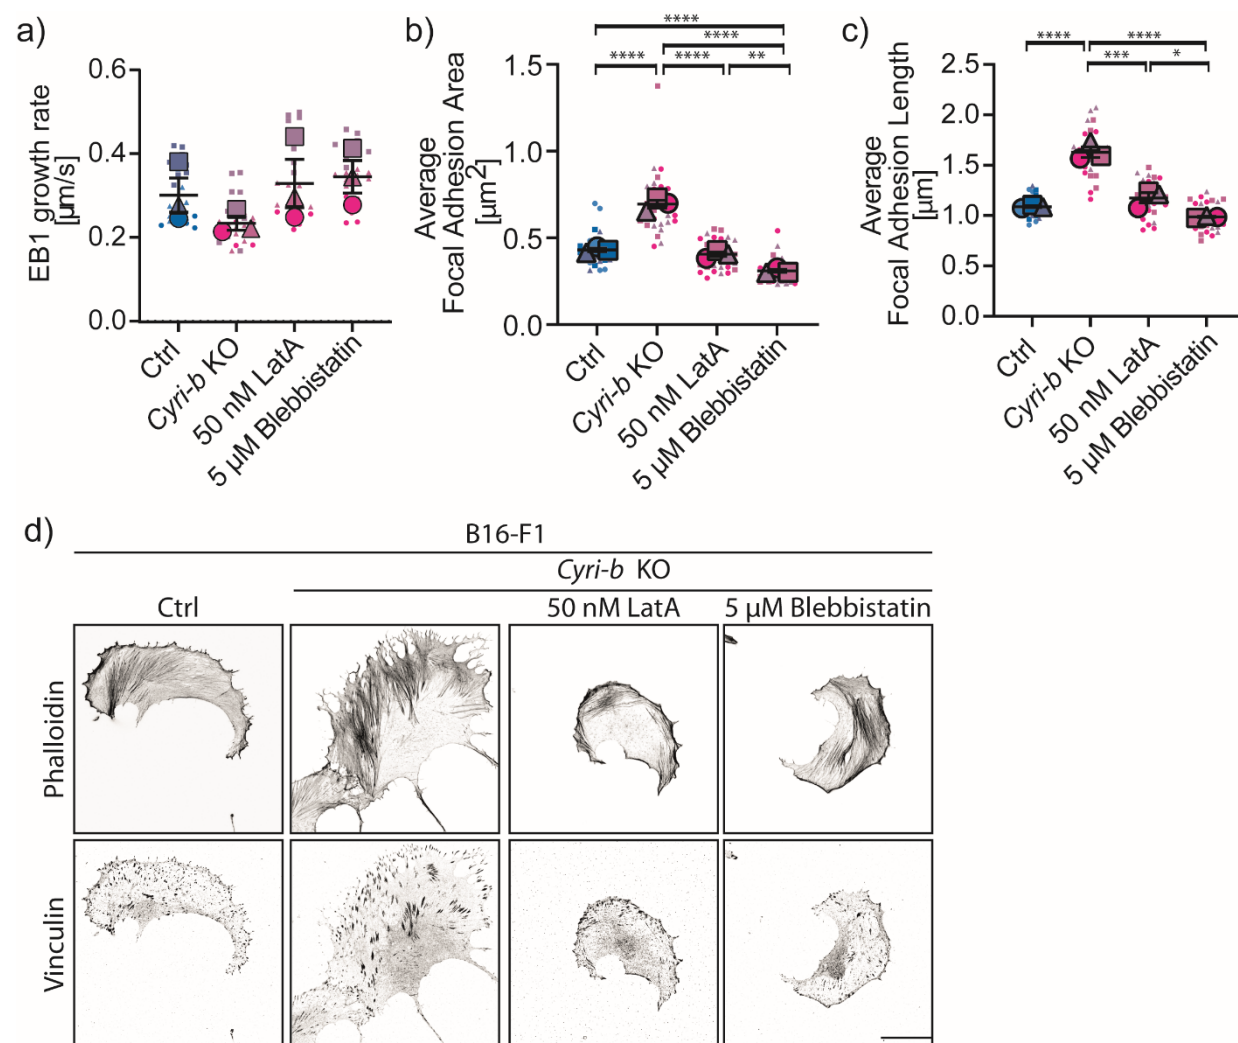 a)
EB1 growth rate
[µm/s]
0.6
0.4
0.2
0.0
Ctrl
Cyri-b KO
50 nM LatA
5 µM Blebbistatin
b)
****
****
**** **** **
Average
Focal Adhesion Area
[µm²]
1.5
1.0
0.5
0.0
Ctrl
Cyri-b KO
50 nM LatA
5 µM Blebbistatin
c)
**** ****
*** *
Average
Focal Adhesion Length
[µm]
2.5
2.0
1.5
1.0
0.5
0.0
Ctrl
Cyri-b KO
50 nM LatA
5 µM Blebbistatin
d)
B16-F1
Cyri-b KO
Ctrl 50 nM LatA 5 µM Blebbistatin
Phalloidin
Vinculin